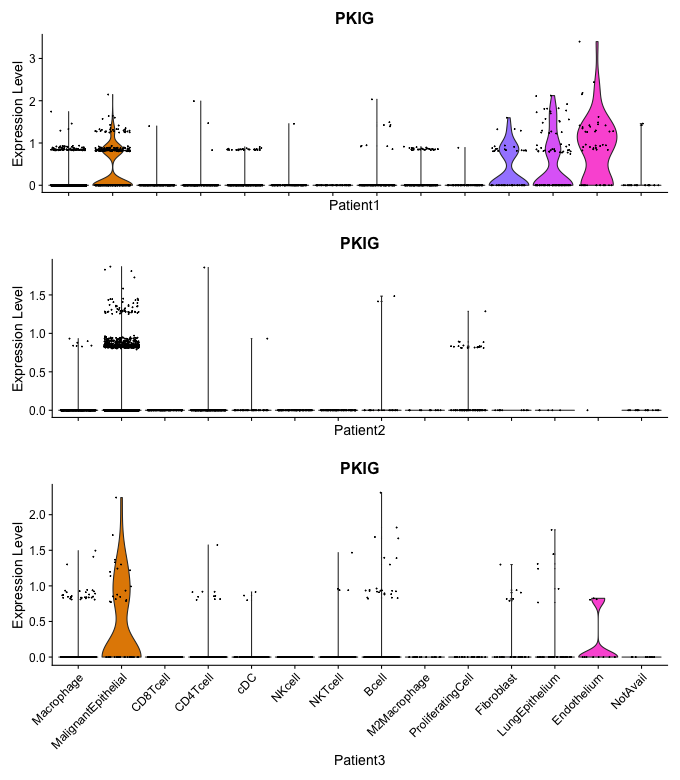 PKIG
Expression Level
3
2
1
0
Patient1
PKIG
Expression Level
1.5
1.0
0.5
0.0
Patient2
PKIG
Expression Level
2.0
1.5
1.0
0.5
0.0
Macrophage
MalignantEpithelial
CD8Tcell
CD4Tcell
cDC
NKcell
NKTcell
Bcell
M2Macrophage
ProliferatingCell
Fibroblast
LungEpithelium
Endothelium
NotAvail
Patient3